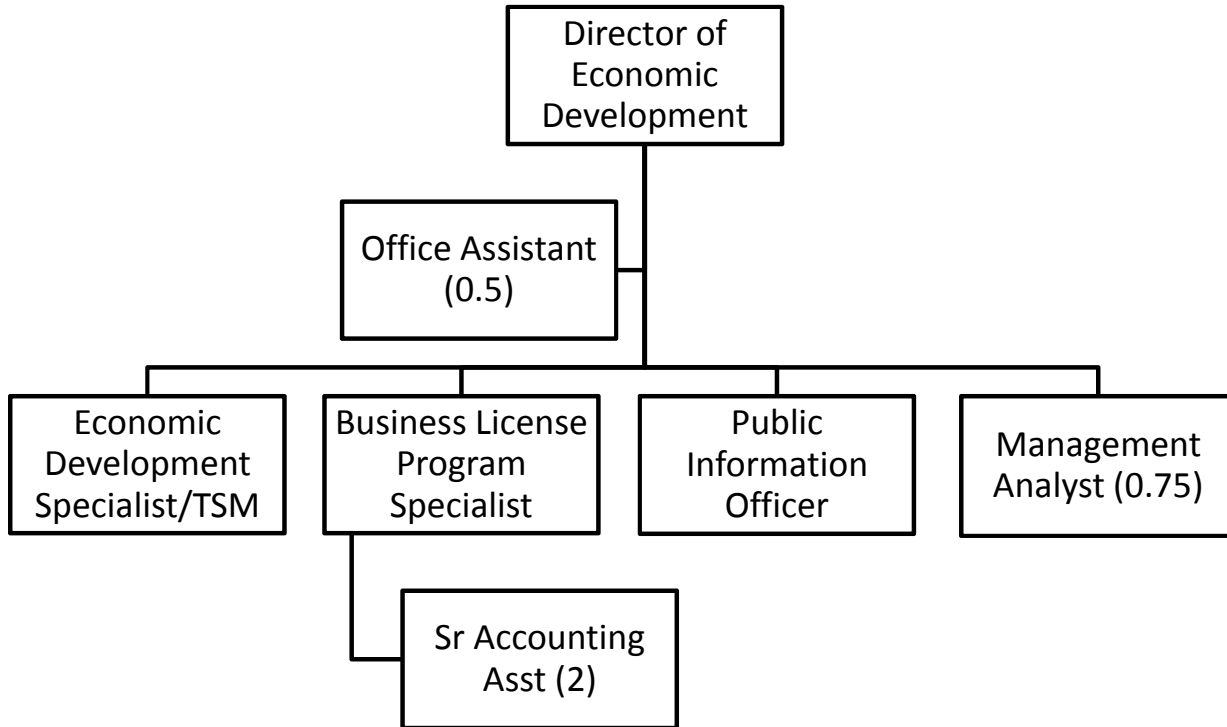 Director of
Economic
Development
Office Assistant
(0.5)
Economic
Development
Specialist/TSM
Business License
Program
Specialist
Public
Information
Officer
Management
Analyst (0.75)
Sr Accounting
Asst (2)